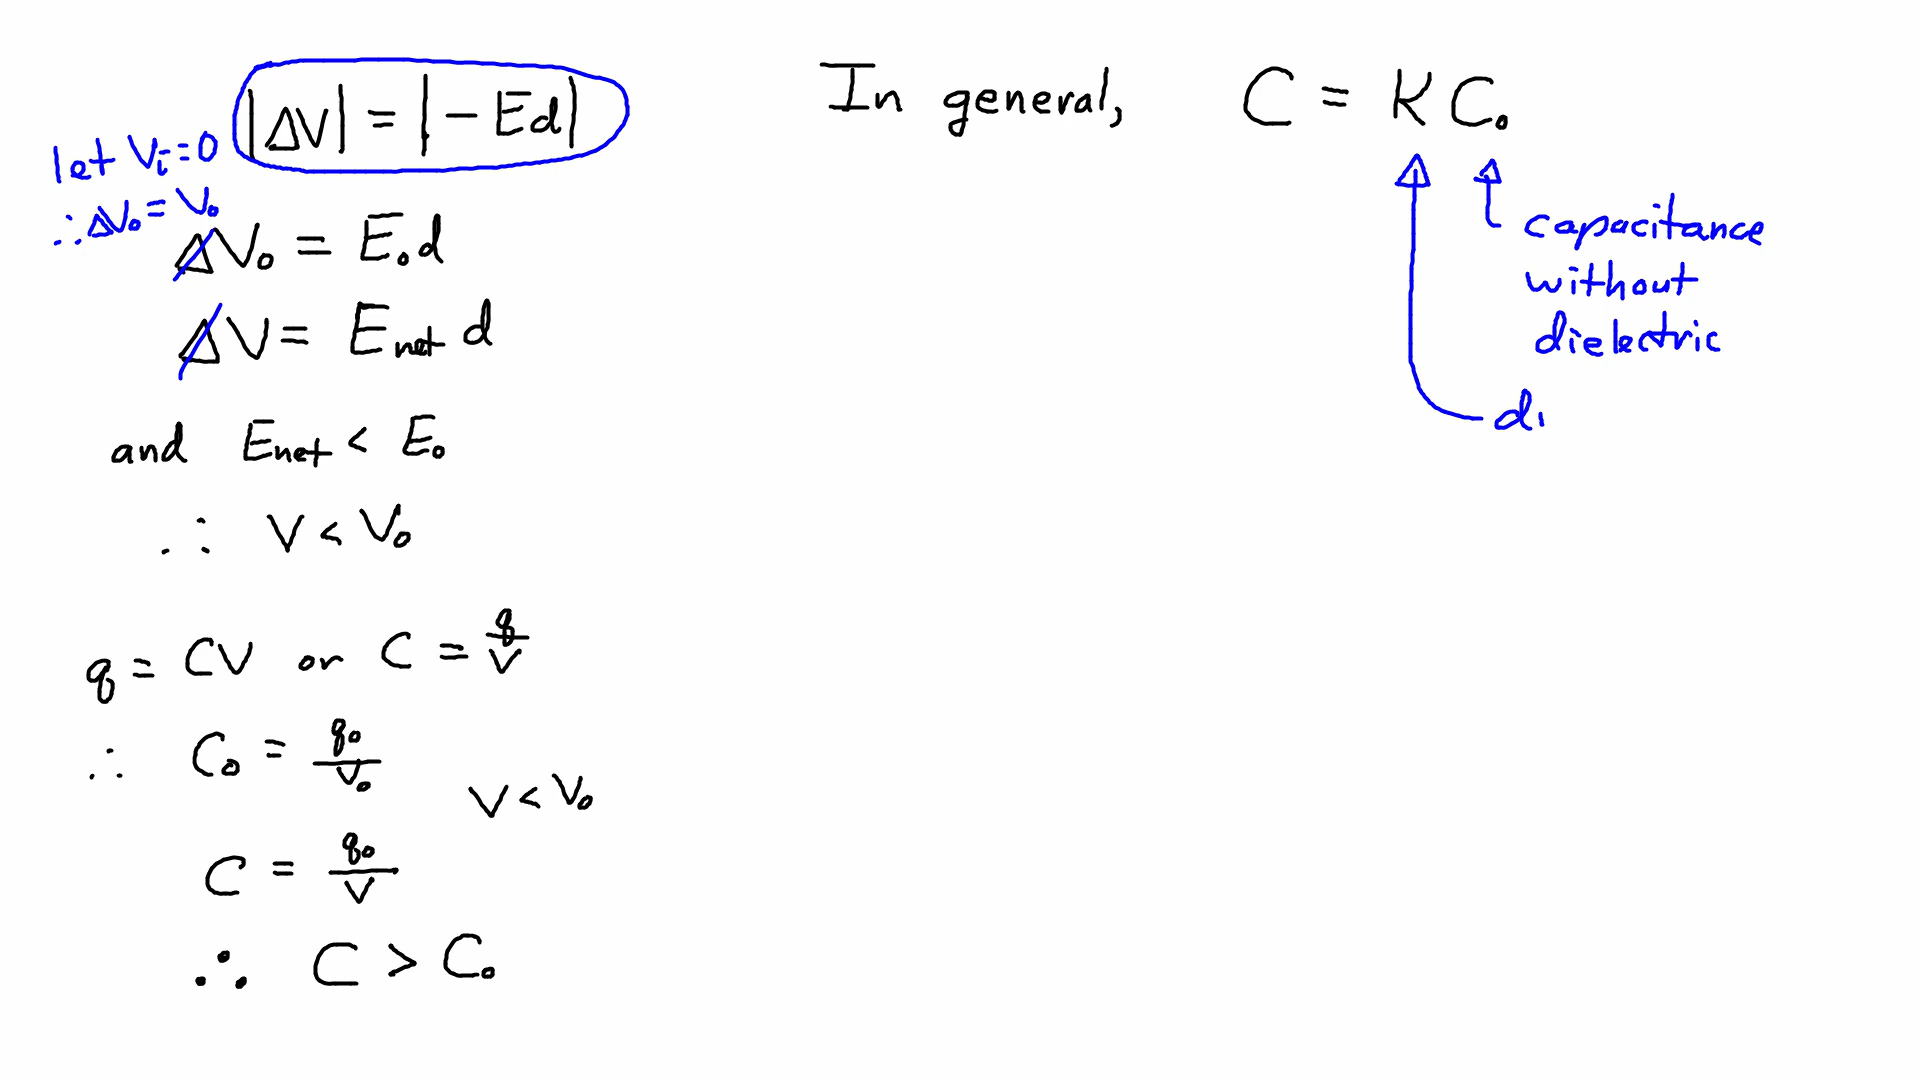 |ΔV| = |- Ed|
let Vi = 0
∴ ΔV₀ = V₀
ΔV₀ = E₀d
ΔV = Enet d
and Enet < E₀
∴ V < V₀
q = CV or C = q/V
∴ C₀ = q₀/V₀
V < V₀
C = q₀/V
∴ C > C₀
In general, C = K C₀
capacitance
without
dielectric
di